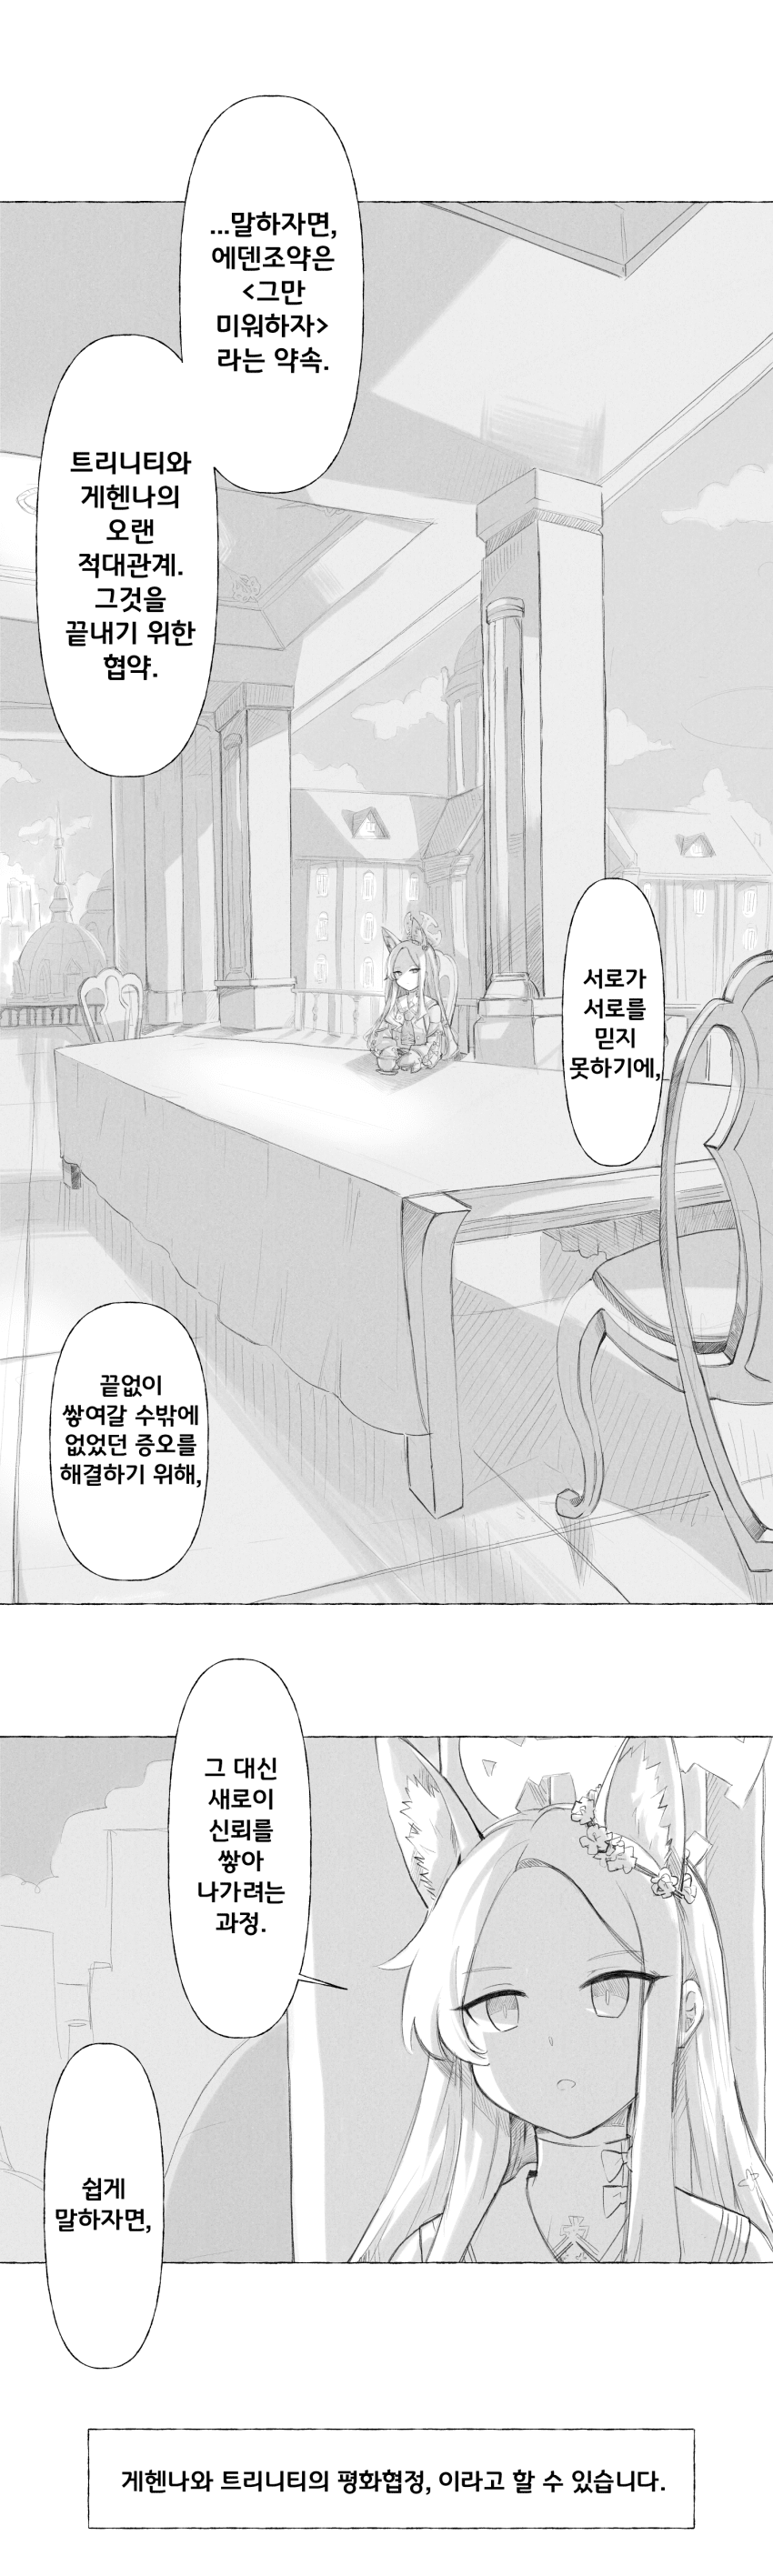 ...말하자면,
에덴조약은
<그만
미워하자>
라는 약속.
트리니티와
게헨나의
오랜
적대관계.
그것을
끝내기 위한
협약.
서로가
서로를
믿지
못하기에,
끝없이
쌓여갈 수밖에
없었던 증오를
해결하기 위해,
그 대신
새로이
신뢰를
쌓아
나가려는
과정.
쉽게
말하자면,
게헨나와 트리니티의 평화협정, 이라고 할 수 있습니다.